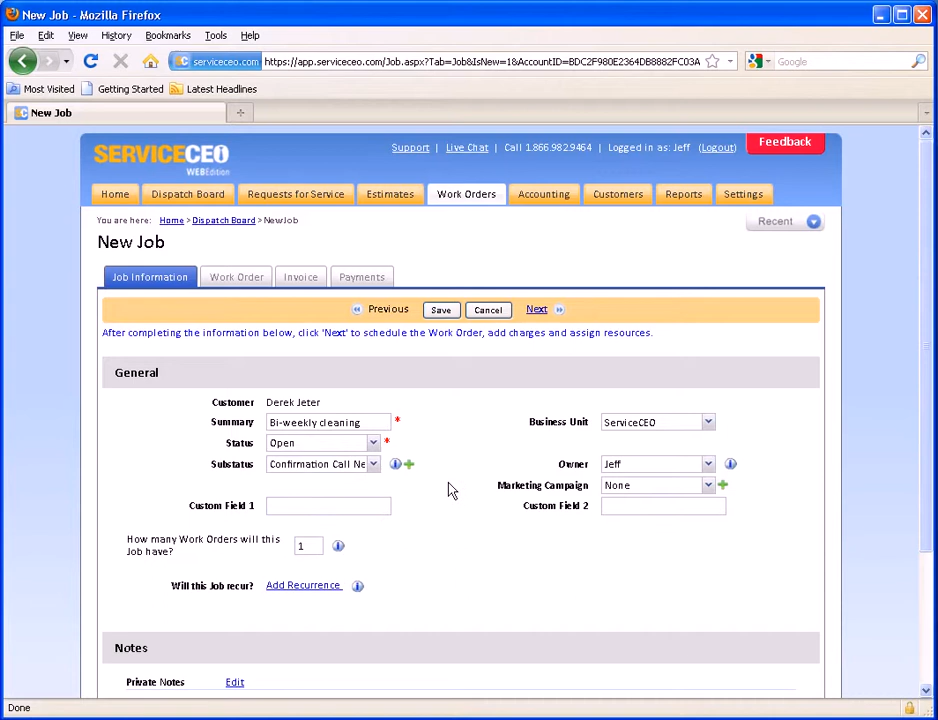 New Job - Mozilla Firefox
File Edit View History Bookmarks Tools Help
serviceceo.com https://app.serviceceo.com/Job.aspx?Tab=Job&IsNew=1&AccountID=BDC2F980E2364DB8882FC03A Google
Most Visited Getting Started Latest Headlines
New Job
SERVICECEO
WEBEdition
Support | Live Chat | Call 1.866.982.9464 | Logged in as: Jeff (Logout) Feedback
Home Dispatch Board Requests for Service Estimates Work Orders Accounting Customers Reports Settings
You are here: Home > Dispatch Board > New Job Recent
New Job
Job Information Work Order Invoice Payments
Previous Save Cancel Next
After completing the information below, click 'Next' to schedule the Work Order, add charges and assign resources.
General
Customer Derek Jeter
Summary Bi-weekly cleaning * Business Unit ServiceCEO
Status Open *
Substatus Confirmation Call Ne Owner Jeff
Marketing Campaign None
Custom Field 1 Custom Field 2
How many Work Orders will this
Job have? 1
Will this Job recur? Add Recurrence
Notes
Private Notes Edit
Done